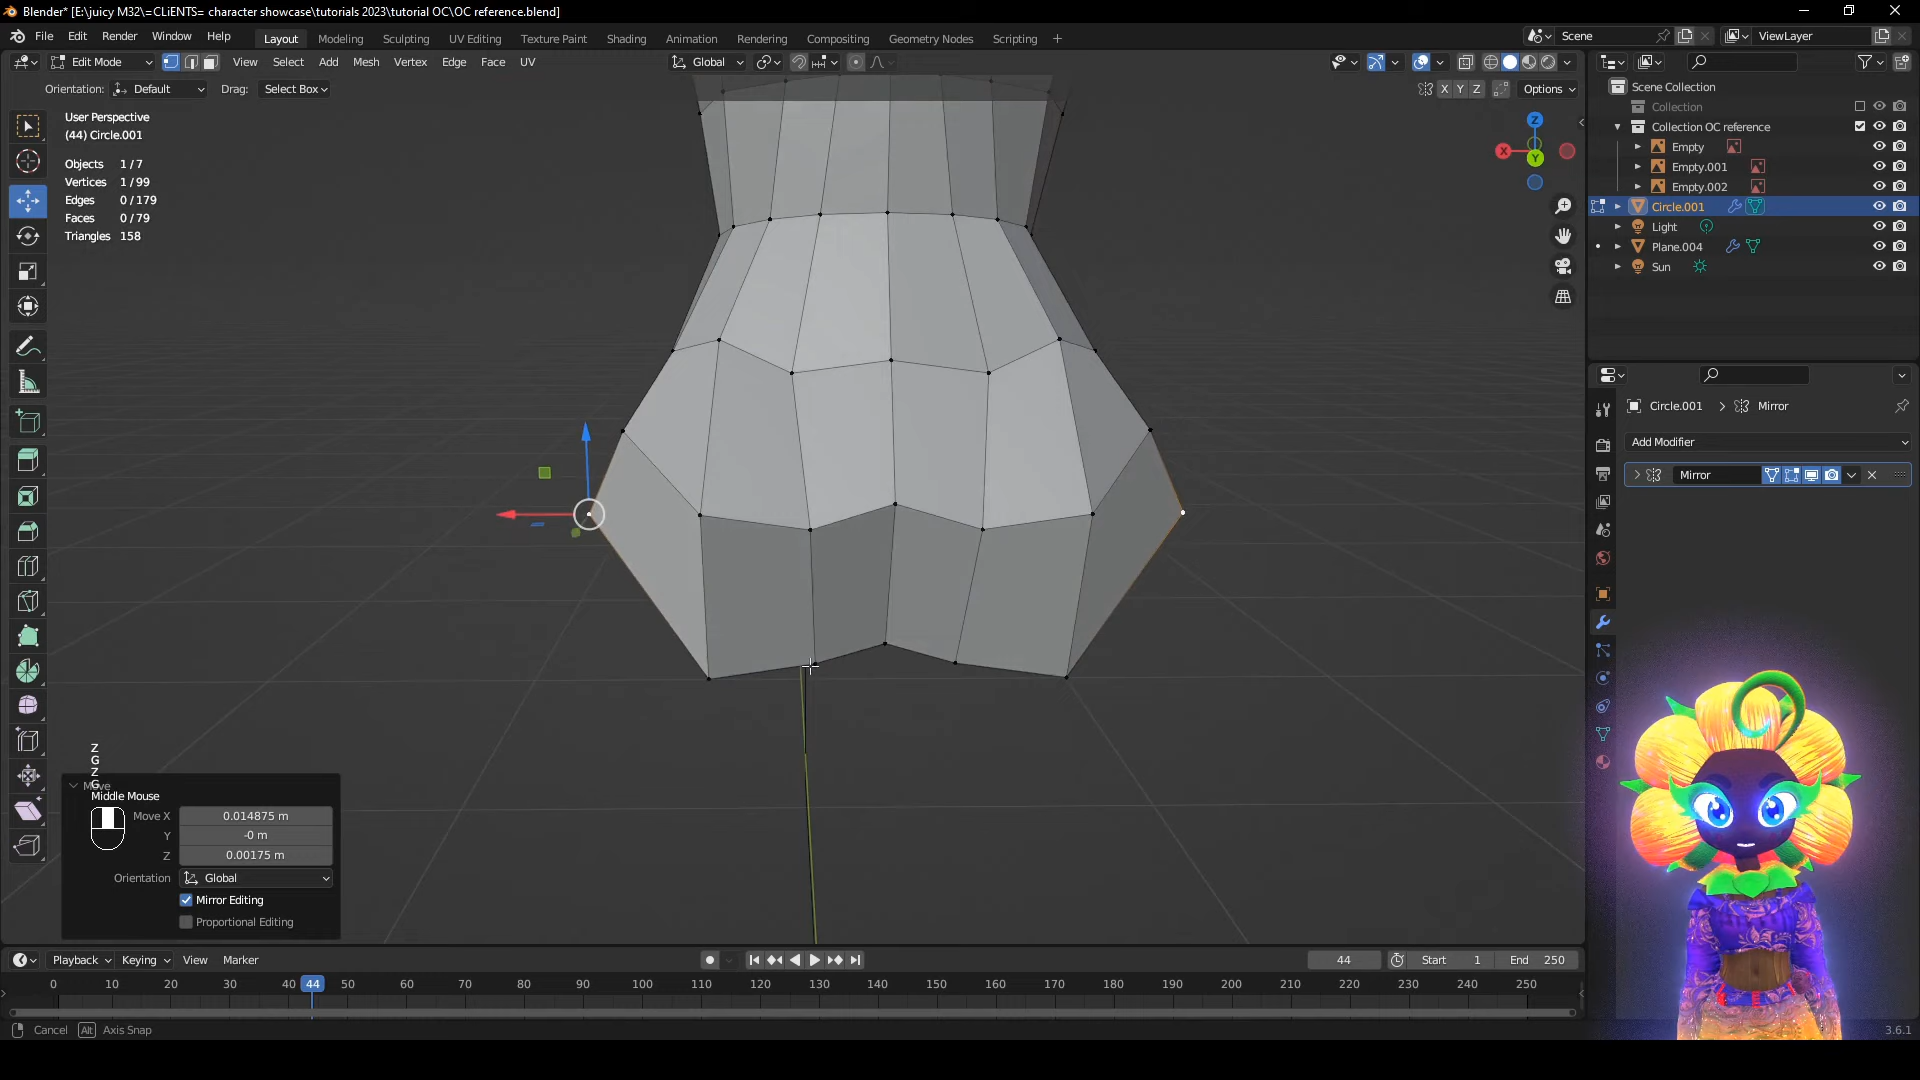 Blender* [E:\juicy M32\=CLiENTS= character showcase\tutorials 2023\tutorial OC\OC reference.blend]
File Edit Render Window Help Layout Modeling Sculpting UV Editing Texture Paint Shading Animation Rendering Compositing Geometry Nodes Scripting + Scene ViewLayer
Edit Mode View Select Add Mesh Vertex Edge Face UV Global
Orientation: Default Drag: Select Box X Y Z Options
User Perspective
(44) Circle.001
Objects 1/7
Vertices 1/99
Edges 0/179
Faces 0/79
Triangles 158
Z
X
Y
Scene Collection
Collection
Collection OC reference
Empty
Empty.001
Empty.002
Circle.001
Light
Plane.004
Sun
Circle.001 > Mirror
Add Modifier
Mirror
Z
G
Z
G
Move
Middle Mouse
Move X 0.014875 m
Y -0 m
Z 0.00175 m
Orientation Global
Mirror Editing
Proportional Editing
Playback Keying View Marker 44 Start 1 End 250
0 10 20 30 40 44 50 60 70 80 90 100 110 120 130 140 150 160 170 180 190 200 210 220 230 240 250
Cancel Alt Axis Snap 3.6.1